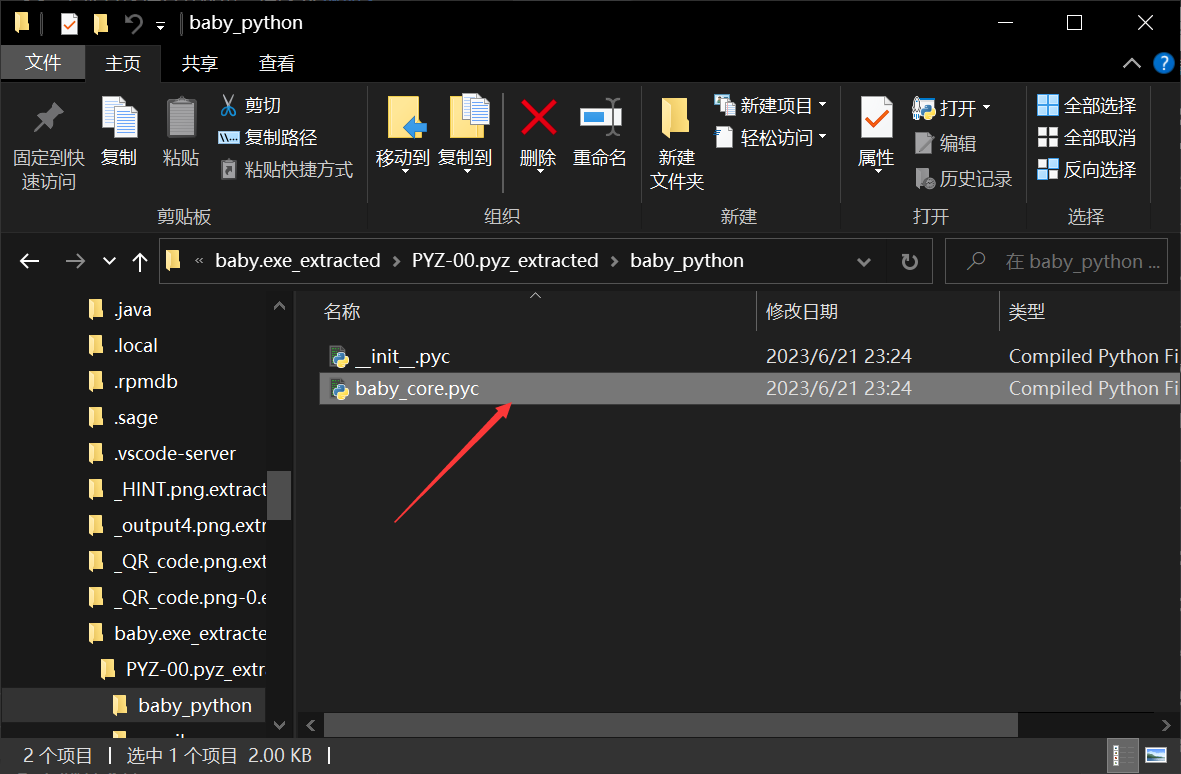 baby_python
文件 主页 共享 查看
固定到快速访问
复制
粘贴
剪切
复制路径
粘贴快捷方式
剪贴板
移动到
复制到
删除
重命名
组织
新建文件夹
新建项目
轻松访问
新建
属性
打开
编辑
历史记录
打开
全部选择
全部取消
反向选择
选择
« baby.exe_extracted > PYZ-00.pyz_extracted > baby_python
在 baby_python ...
.java
.local
.rpmdb
.sage
.vscode-server
_HINT.png.extract
_output4.png.extr
_QR_code.png.ext
_QR_code.png-0.e
baby.exe_extracte
PYZ-00.pyz_extr
baby_python
名称 修改日期 类型
__init__.pyc 2023/6/21 23:24 Compiled Python Fi
baby_core.pyc 2023/6/21 23:24 Compiled Python Fi
2 个项目 | 选中 1 个项目 2.00 KB |